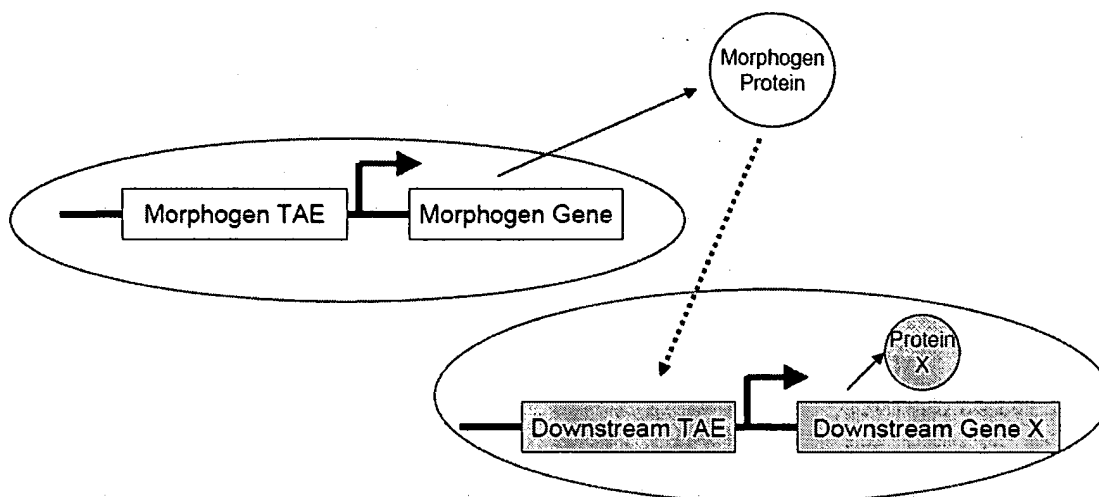 Morphogen
Protein
Morphogen TAE
Morphogen Gene
Protein
X
Downstream TAE
Downstream Gene X